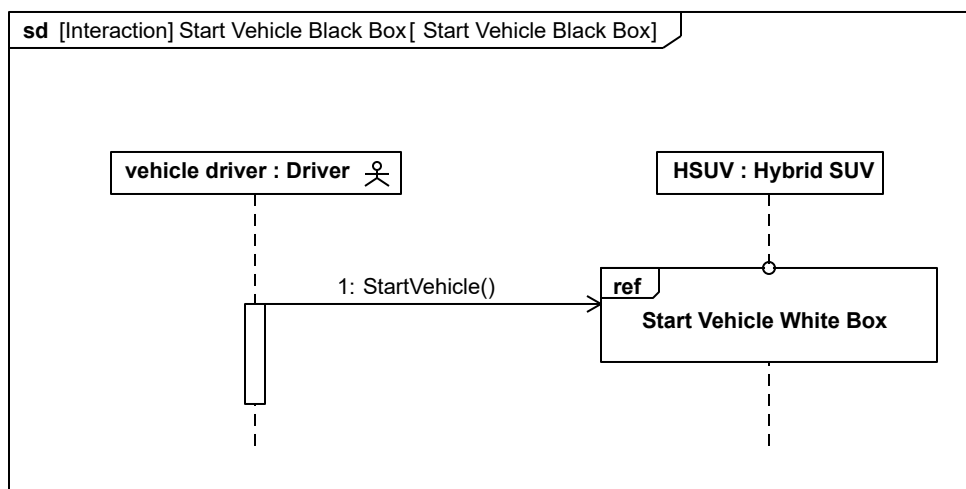 sd [Interaction] Start Vehicle Black Box[ Start Vehicle Black Box]
vehicle driver : Driver
HSUV : Hybrid SUV
1: StartVehicle()
ref
Start Vehicle White Box